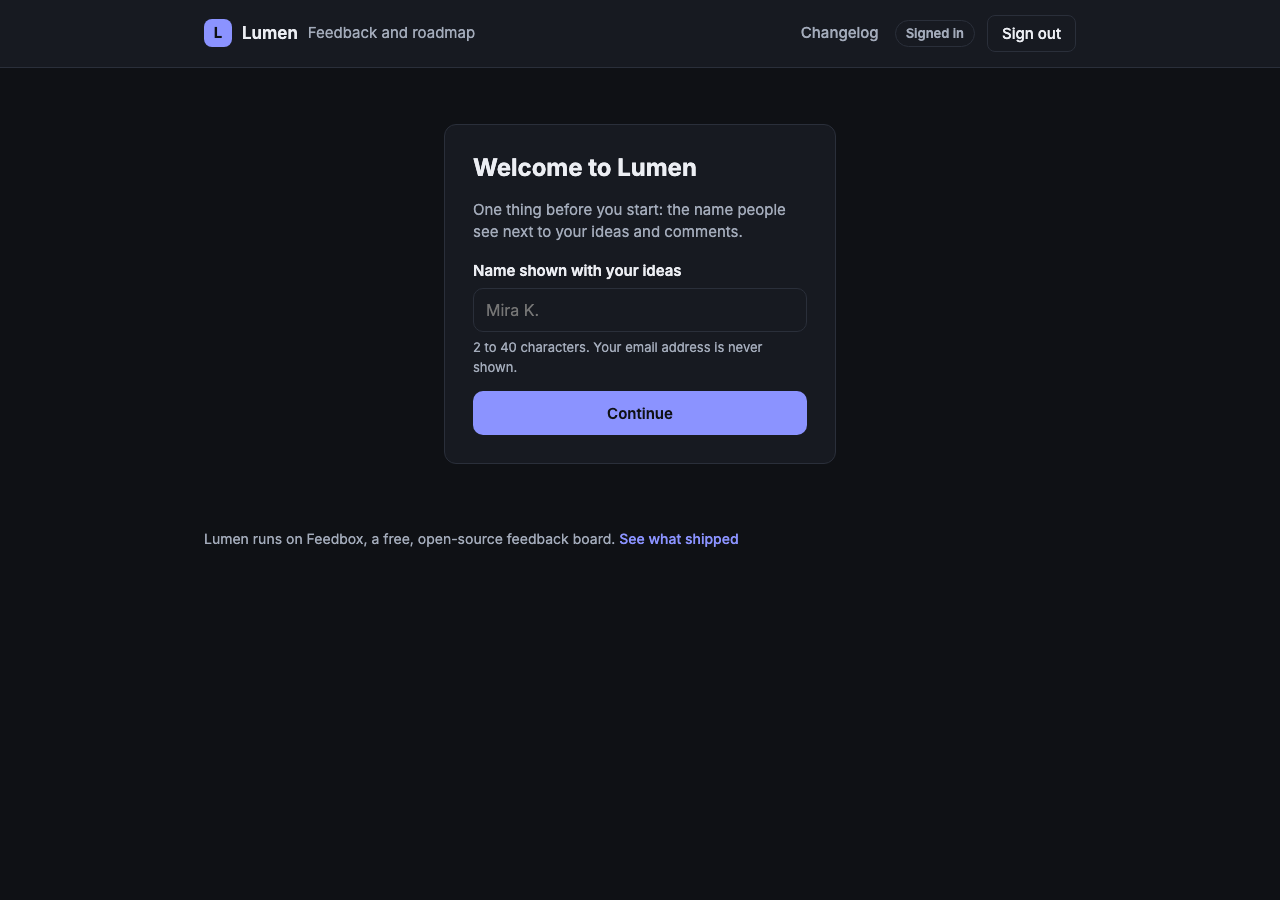 L Lumen Feedback and roadmap Changelog Signed in Sign out
Welcome to Lumen
One thing before you start: the name people
see next to your ideas and comments.
Name shown with your ideas
Mira K.
2 to 40 characters. Your email address is never
shown.
Continue
Lumen runs on Feedbox, a free, open-source feedback board. See what shipped